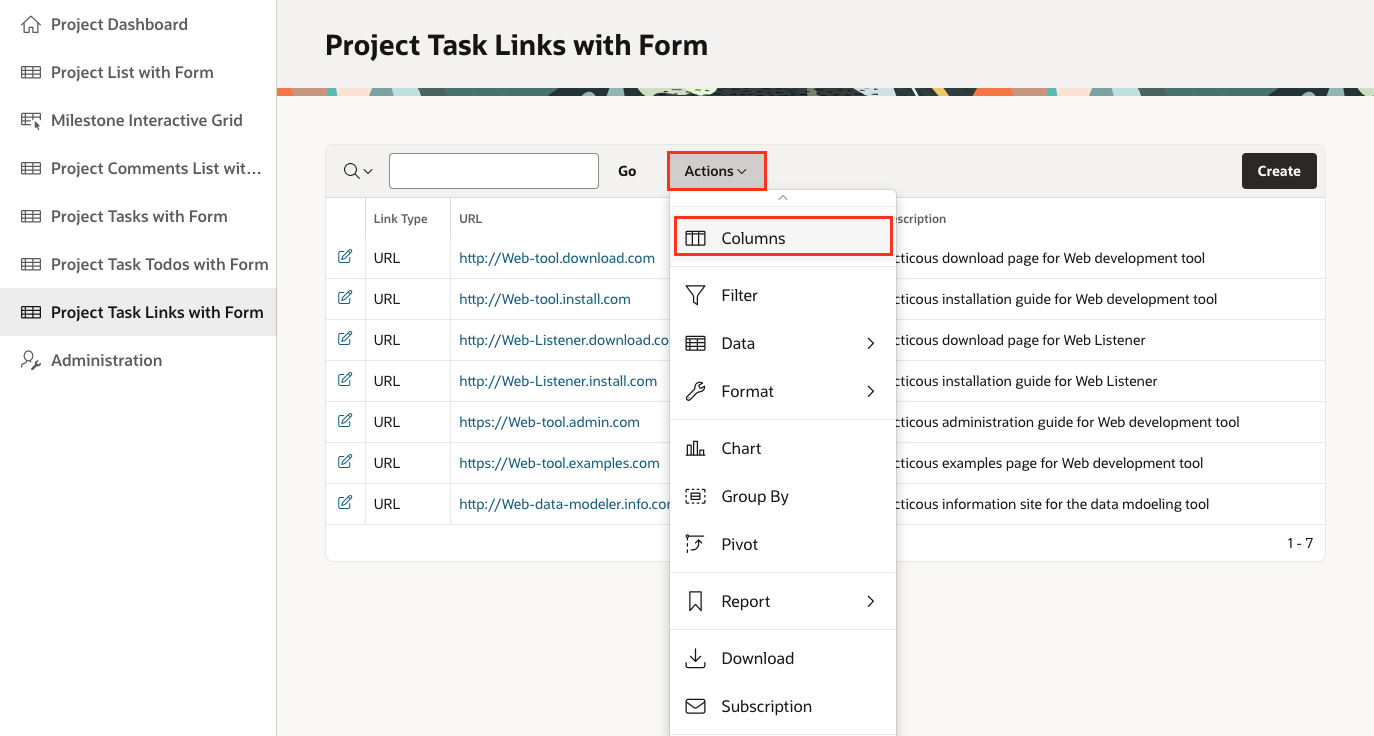 Project Dashboard
Project List with Form
Milestone Interactive Grid
Project Comments List wit...
Project Tasks with Form
Project Task Todos with Form
Project Task Links with Form
Administration
Project Task Links with Form
Go
Actions
Create
Link Type URL escription
URL http://Web-tool.download.com cticous download page for Web development tool
URL http://Web-tool.install.com cticous installation guide for Web development tool
URL http://Web-Listener.download.co cticous download page for Web Listener
URL http://Web-Listener.install.com cticous installation guide for Web Listener
URL https://Web-tool.admin.com cticous administration guide for Web development tool
URL https://Web-tool.examples.com cticous examples page for Web development tool
URL http://Web-data-modeler.info.com cticous information site for the data mdoeling tool
1 - 7
Columns
Filter
Data
Format
Chart
Group By
Pivot
Report
Download
Subscription